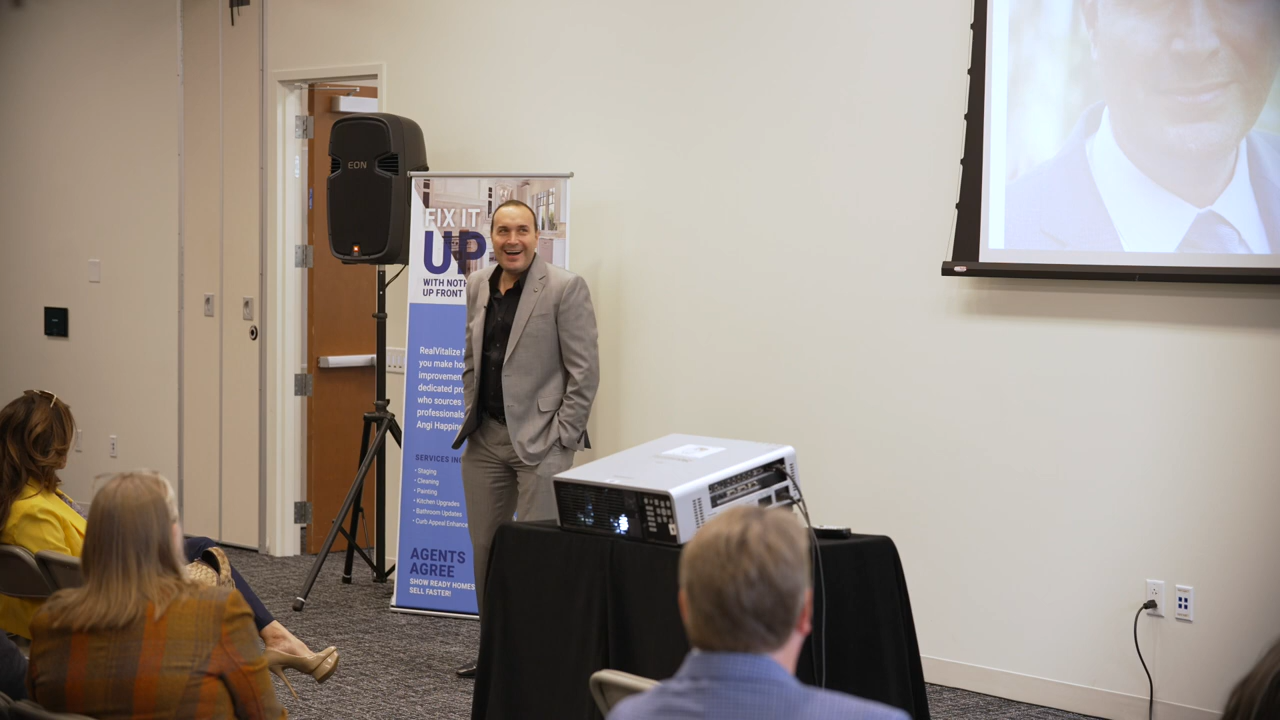 EON
FIX IT
UP
WITH NOTH
UP FRONT
RealVitalize h
you make ho
improvement
dedicated pro
who sources
professionals
Angi Happine
SERVICES IN
• Staging
• Cleaning
• Painting
• Kitchen Upgrades
• Bathroom Updates
• Curb Appeal Enhance
AGENTS
AGREE
SHOW READY HOMES
SELL FASTER!